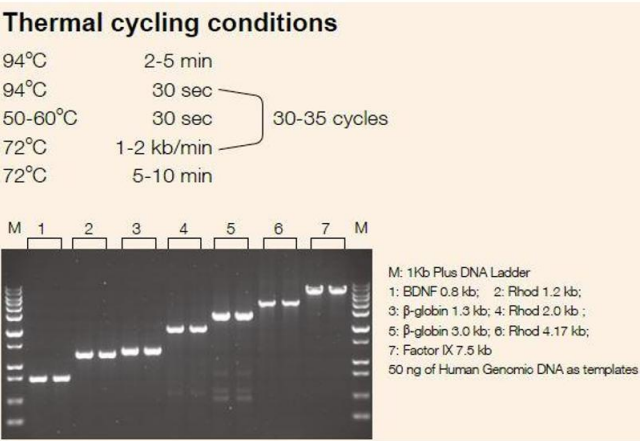 Thermal cycling conditions
94°C 2-5 min
94°C 30 sec
50-60°C 30 sec 30-35 cycles
72°C 1-2 kb/min
72°C 5-10 min
M 1 2 3 4 5 6 7 M
M: 1Kb Plus DNA Ladder
1: BDNF 0.8 kb; 2: Rhod 1.2 kb;
3: β-globin 1.3 kb; 4: Rhod 2.0 kb ;
5: β-globin 3.0 kb; 6: Rhod 4.17 kb;
7: Factor IX 7.5 kb
50 ng of Human Genomic DNA as templates